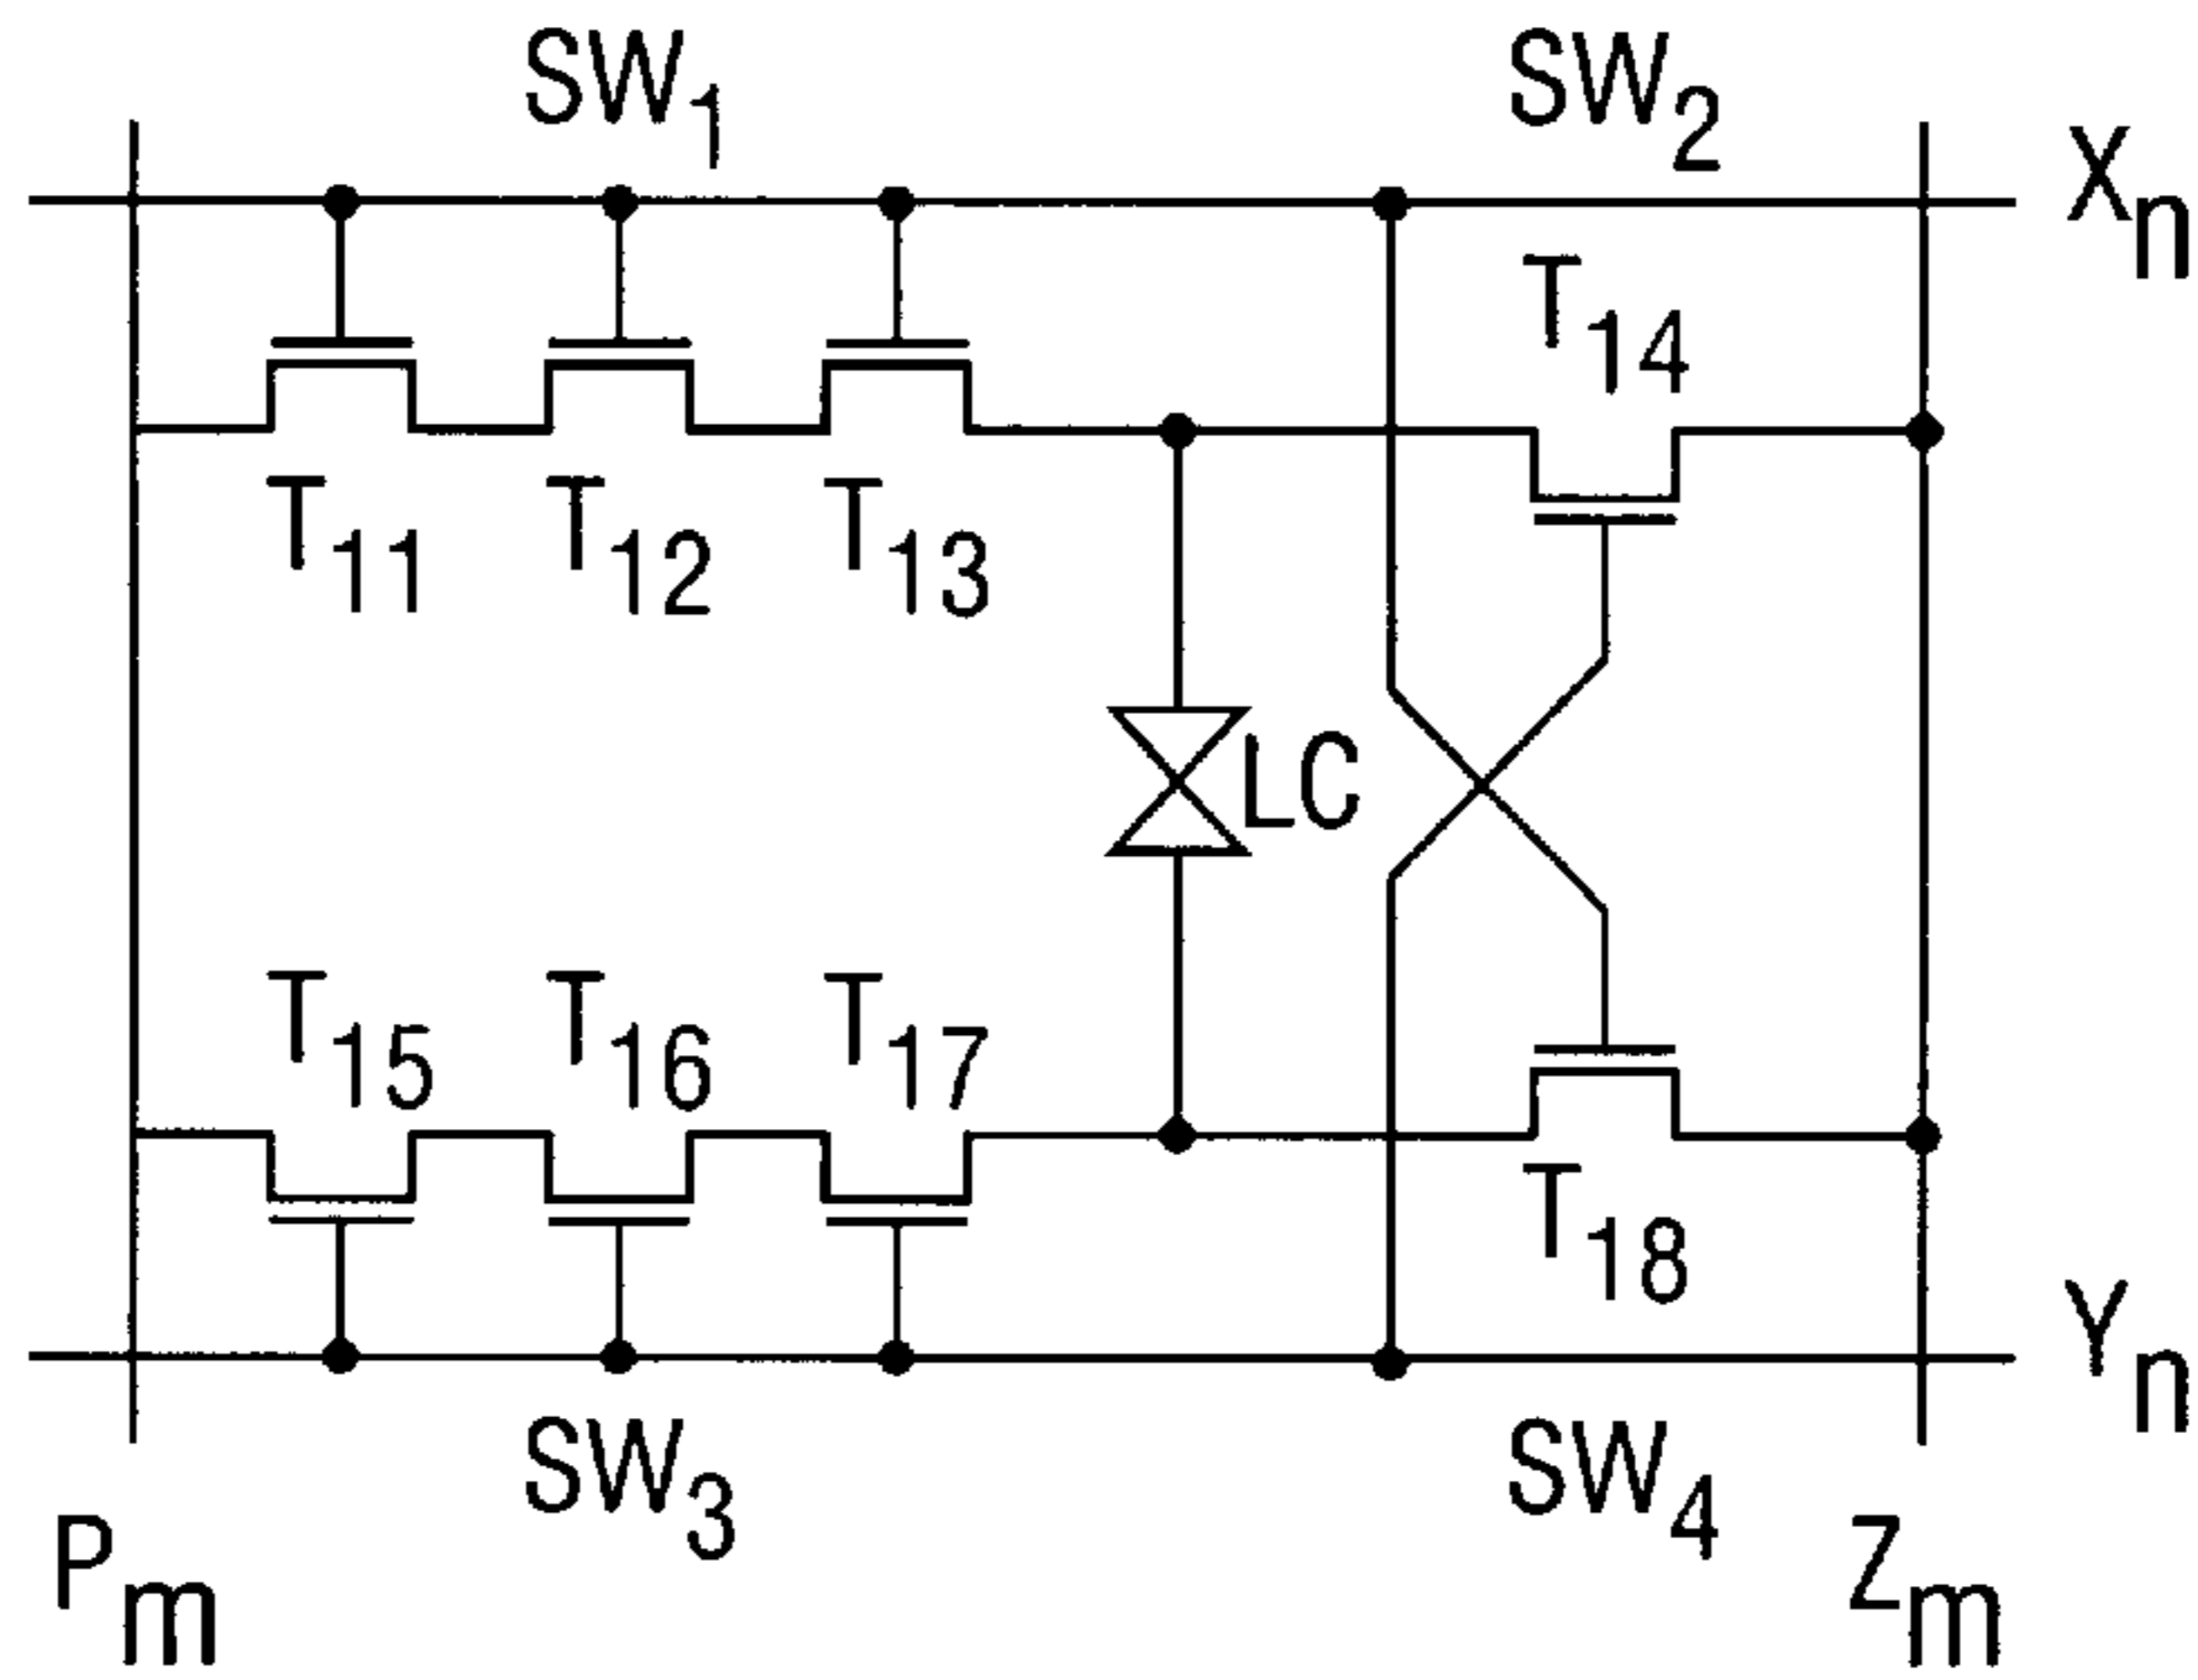 SW1 SW2
Xn
T14
T11 T12 T13
LC
T15 T16 T17
T18
Yn
SW3 SW4
Pm Zm